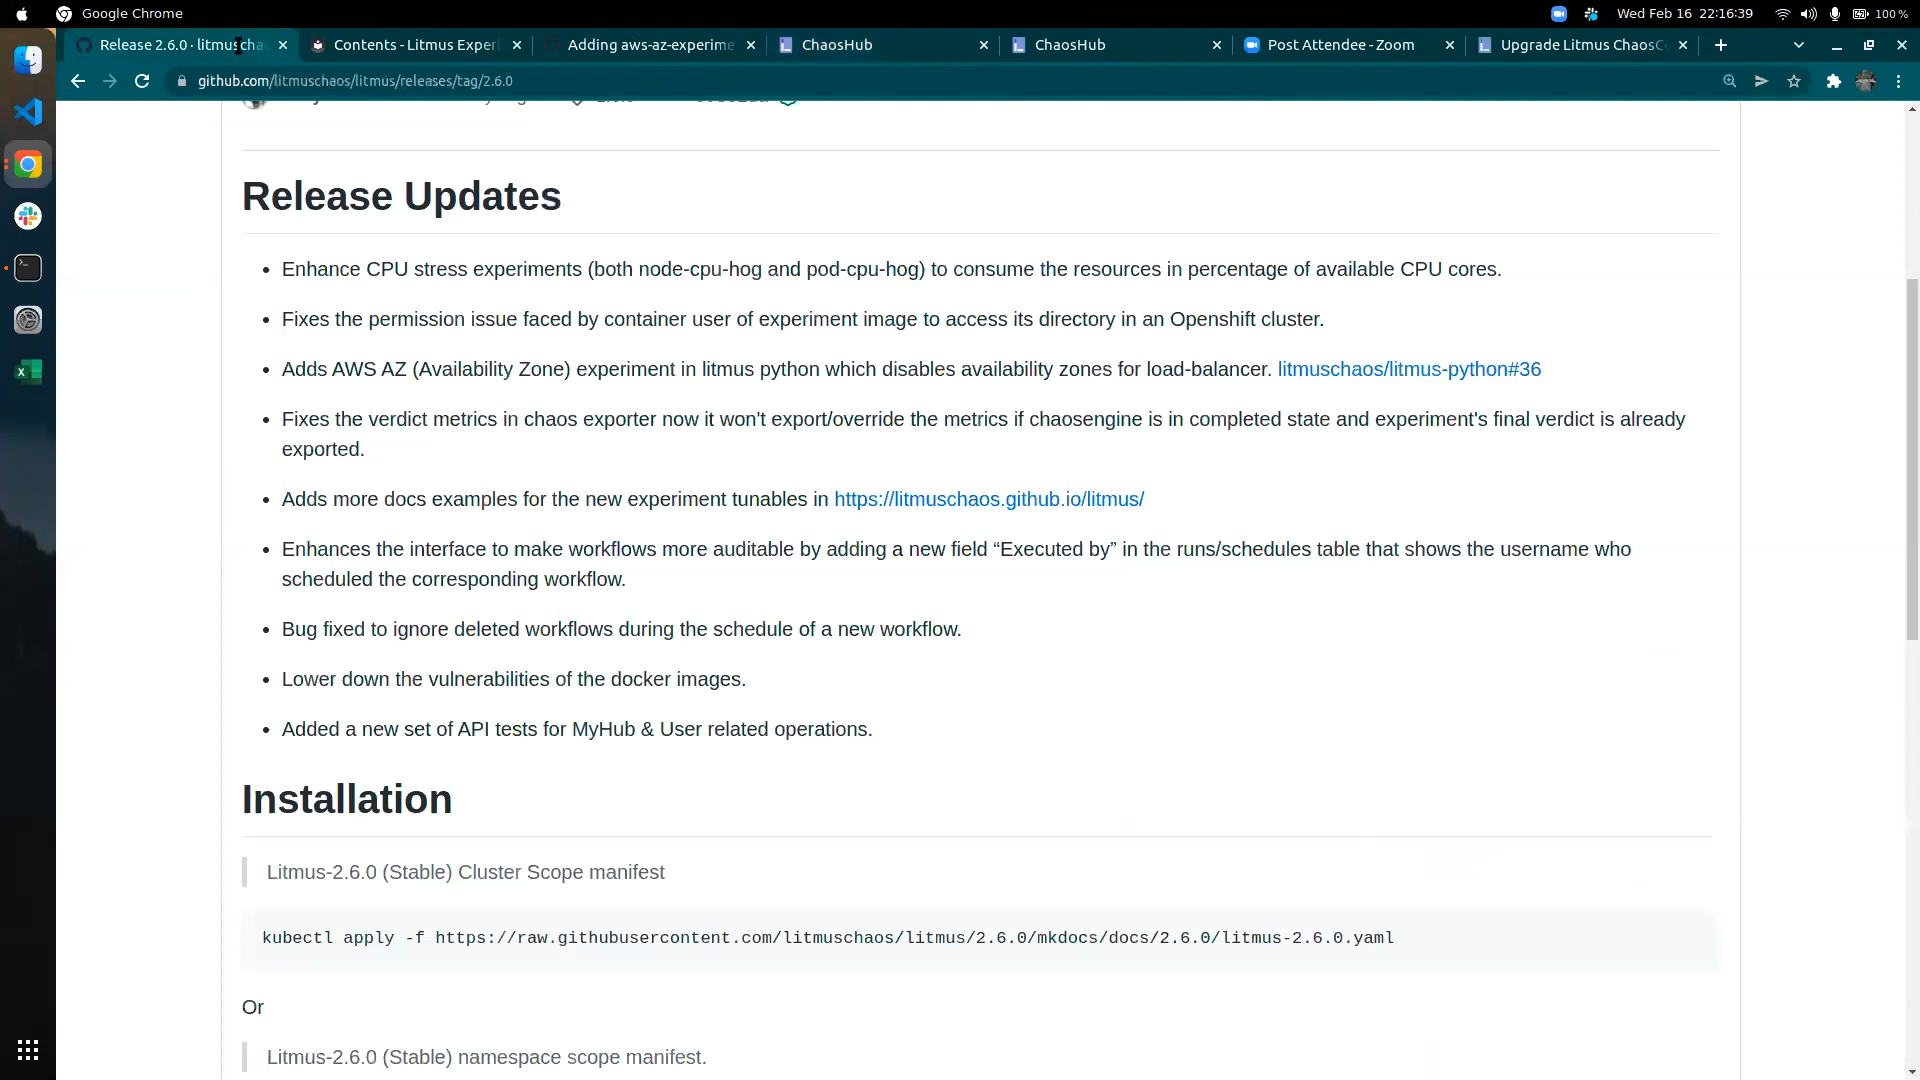 Google Chrome
Wed Feb 16 22:16:39
100 %
Release 2.6.0 · litmuscha
Contents - Litmus Exper
Adding aws-az-experime
ChaosHub
ChaosHub
Post Attendee - Zoom
Upgrade Litmus ChaosC
github.com/litmuschaos/litmus/releases/tag/2.6.0
Release Updates
• Enhance CPU stress experiments (both node-cpu-hog and pod-cpu-hog) to consume the resources in percentage of available CPU cores.
• Fixes the permission issue faced by container user of experiment image to access its directory in an Openshift cluster.
• Adds AWS AZ (Availability Zone) experiment in litmus python which disables availability zones for load-balancer. litmuschaos/litmus-python#36
• Fixes the verdict metrics in chaos exporter now it won't export/override the metrics if chaosengine is in completed state and experiment's final verdict is already
exported.
• Adds more docs examples for the new experiment tunables in https://litmuschaos.github.io/litmus/
• Enhances the interface to make workflows more auditable by adding a new field “Executed by” in the runs/schedules table that shows the username who
scheduled the corresponding workflow.
• Bug fixed to ignore deleted workflows during the schedule of a new workflow.
• Lower down the vulnerabilities of the docker images.
• Added a new set of API tests for MyHub & User related operations.
Installation
Litmus-2.6.0 (Stable) Cluster Scope manifest
kubectl apply -f https://raw.githubusercontent.com/litmuschaos/litmus/2.6.0/mkdocs/docs/2.6.0/litmus-2.6.0.yaml
Or
Litmus-2.6.0 (Stable) namespace scope manifest.